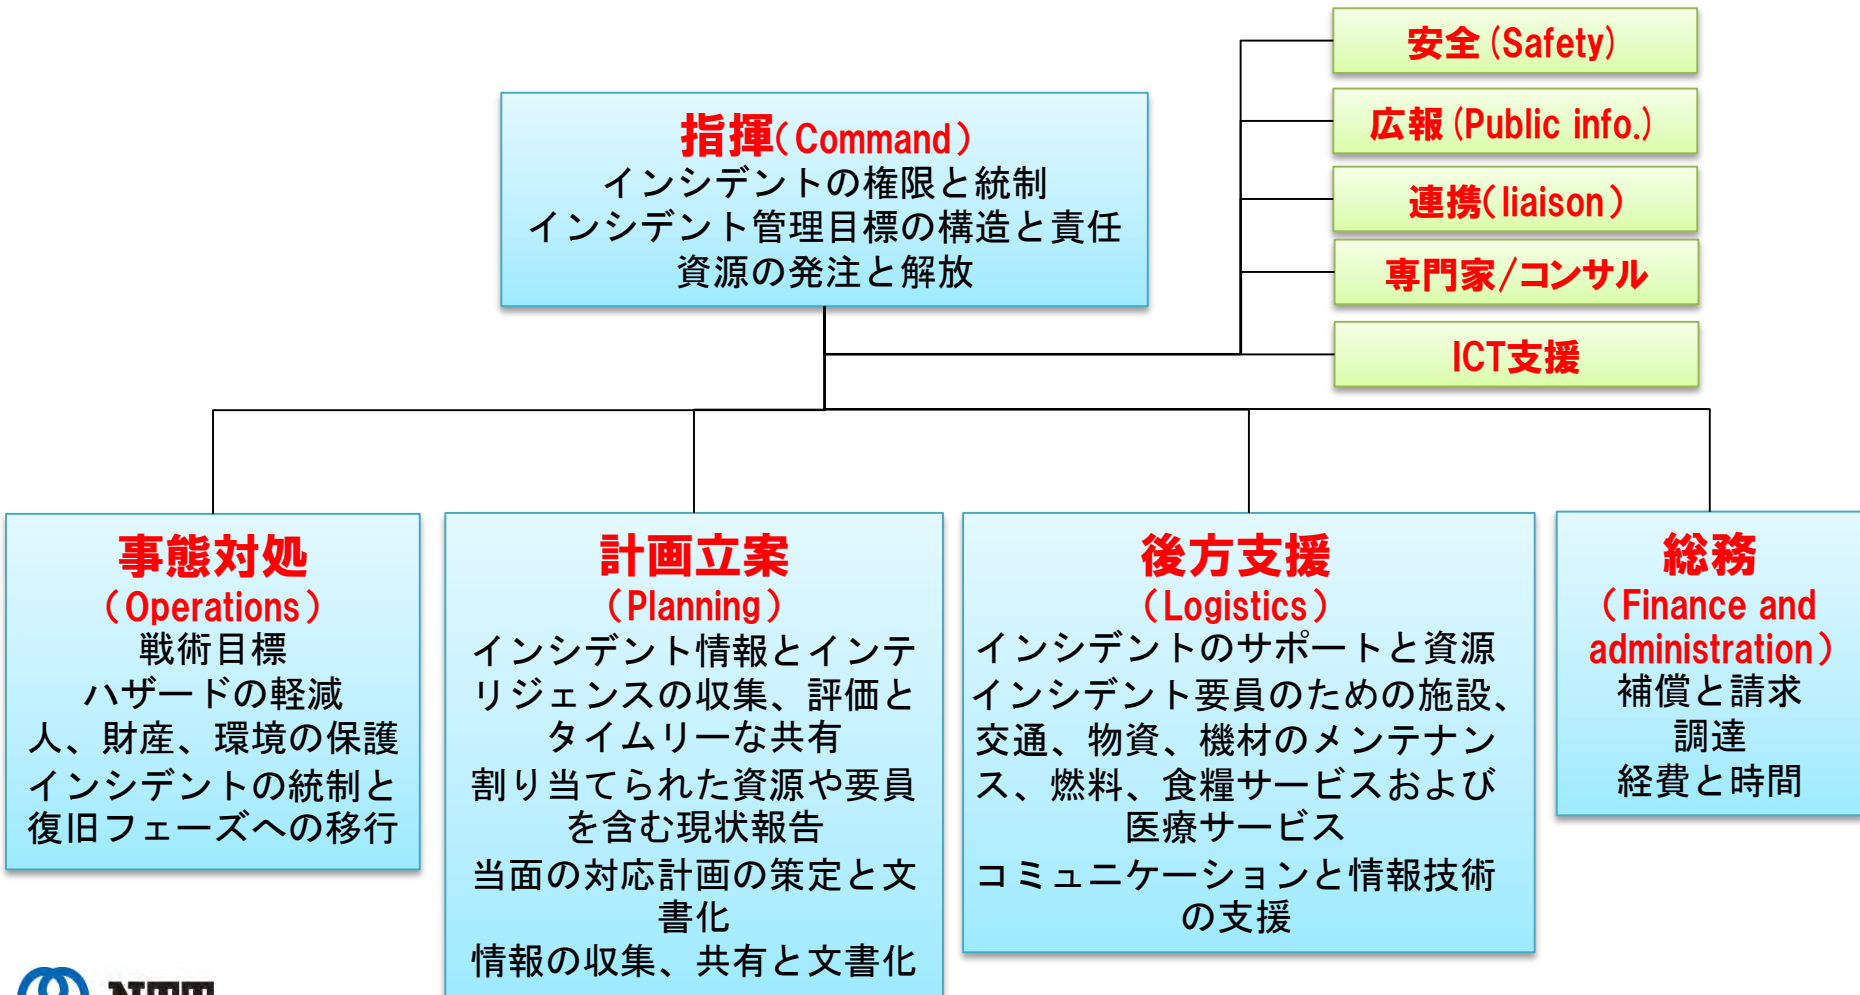 安全(Safety)
広報(Public info.)
連携(liaison)
専門家/コンサル
ICT支援
指揮(Command)
インシデントの権限と統制
インシデント管理目標の構造と責任
資源の発注と解放
事態対処
(Operations)
戦術目標
ハザードの軽減
人、財産、環境の保護
インシデントの統制と
復旧フェーズへの移行
計画立案
(Planning)
インシデント情報とインテ
リジェンスの収集、評価と
タイムリーな共有
割り当てられた資源や要員
を含む現状報告
当面の対応計画の策定と文
書化
情報の収集、共有と文書化
後方支援
(Logistics)
インシデントのサポートと資源
インシデント要員のための施設、
交通、物資、機材のメンテナン
ス、燃料、食糧サービスおよび
医療サービス
コミュニケーションと情報技術
の支援
総務
(Finance and
administration)
補償と請求
調達
経費と時間
NTT